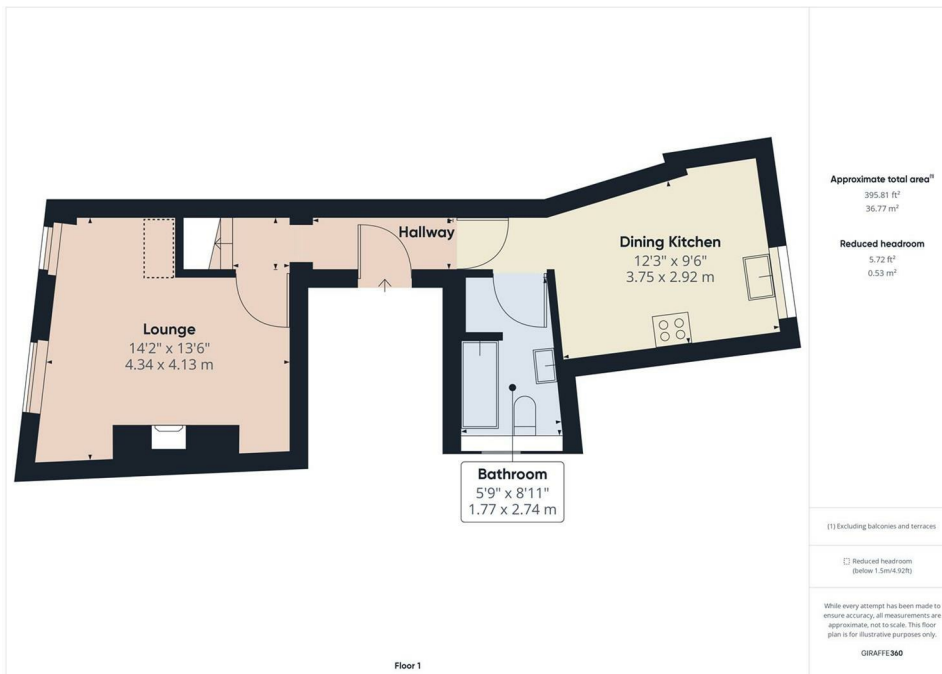 Hallway
Dining Kitchen
12'3" x 9'6"
3.75 x 2.92 m
Lounge
14'2" x 13'6"
4.34 x 4.13 m
Bathroom
5'9" x 8'11"
1.77 x 2.74 m
Floor 1
Approximate total area⁽¹⁾
395.81 ft²
36.77 m²
Reduced headroom
5.72 ft²
0.53 m²
(1) Excluding balconies and terraces
Reduced headroom
(below 1.5m/4.92ft)
While every attempt has been made to
ensure accuracy, all measurements are
approximate, not to scale. This floor
plan is for illustrative purposes only.
GIRAFFE360